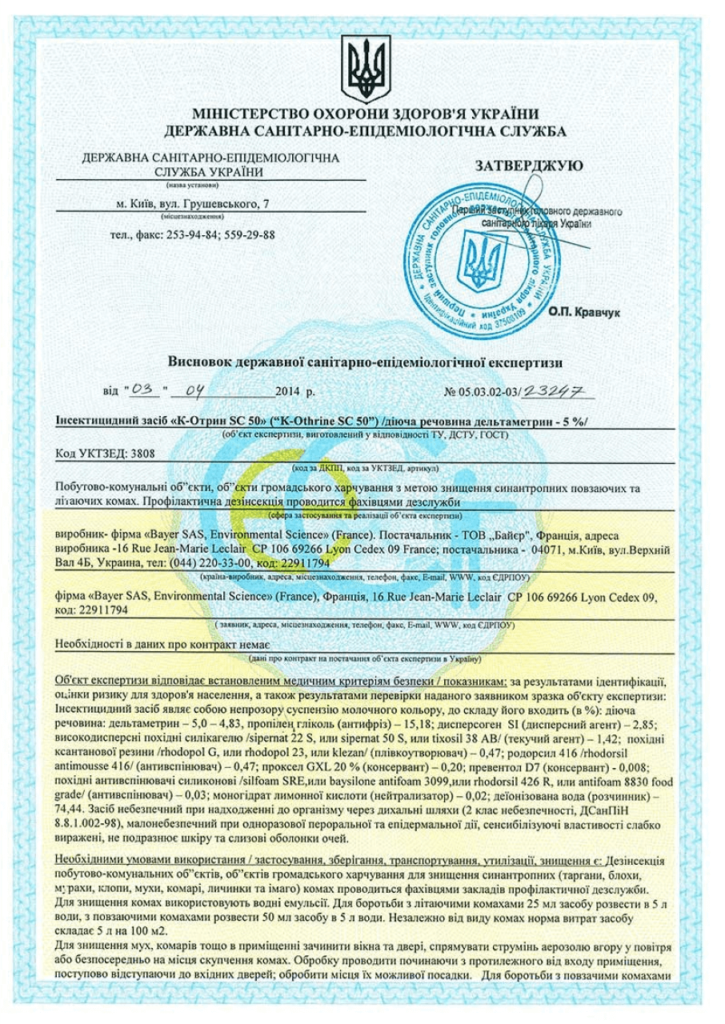 МІНІСТЕРСТВО ОХОРОНИ ЗДОРОВ'Я УКРАЇНИ
ДЕРЖАВНА САНІТАРНО-ЕПІДЕМІОЛОГІЧНА СЛУЖБА
ДЕРЖАВНА САНІТАРНО-ЕПІДЕМІОЛОГІЧНА
СЛУЖБА УКРАЇНИ
(назва установи)
м. Київ, вул. Грушевського, 7
(місцезнаходження)
тел., факс: 253-94-84; 559-29-88
ЗАТВЕРДЖУЮ
Перший заступник головного державного
санітарного лікаря України
О.П. Кравчук
Висновок державної санітарно-епідеміологічної експертизи
від "03" 04 2014 р. № 05.03.02-03/23247
Інсектицидний засіб «К-Отрин SC 50» (“K-Othrine SC 50”) /діюча речовина дельтаметрин - 5 %/
(об'єкт експертизи, виготовлений у відповідності ТУ, ДСТУ, ГОСТ)
Код УКТЗЕД: 3808
(код за ДКПП, код за УКТЗЕД, артикул)
Побутово-комунальні об"єкти, об"єкти громадського харчування з метою знищення синантропних повзаючих та
літаючих комах. Профілактична дезінсекція проводится фахівцями дезслужби
(сфера застосування та реалізації об'єкта експертизи)
виробник- фірма «Bayer SAS, Environmental Science» (France). Постачальник - ТОВ „Байєр", Франція, адреса
виробника -16 Rue Jean-Marie Leclair CP 106 69266 Lyon Cedex 09 France; постачальника - 04071, м.Київ, вул.Верхній
Вал 4Б, Украина, тел: (044) 220-33-00, код: 22911794
(країна-виробник, адреса, місцезнаходження, телефон, факс, E-mail, WWW, код ЄДРПОУ)
фірма «Bayer SAS, Environmental Science» (France), Франція, 16 Rue Jean-Marie Leclair CP 106 69266 Lyon Cedex 09,
код: 22911794
( заявник, адреса, місцезнаходження, телефон, факс, E-mail, WWW, код ЄДРПОУ)
Необхідності в даних про контракт немає
(дані про контракт на постачання об'єкта експертизи в Україну)
Об'єкт експертизи відповідає встановленим медичним критеріям безпеки / показникам: за результатами ідентифікації,
оцінки ризику для здоров'я населення, а також результатами перевірки наданого заявником зразка об'єкту експертизи:
Інсектицидний засіб являє собою непрозору суспензію молочного кольору, до складу його входить (в %): діюча
речовина: дельтаметрин – 5,0 – 4,83, пропілен гліколь (антифріз) – 15,18; дисперсоген SI (дисперсний агент) – 2,85;
високодисперсні похідні силікагелю /sipernat 22 S, или sipernat 50 S, или tixosil 38 AB/ (текучий агент) – 1,42; похідні
ксантанової резини /rhodopol G, или rhodopol 23, или klezan/ (плівкоутворювач) – 0,47; родорсил 416 /rhodorsil
antimousse 416/ (антивспінювач) – 0,47; проксел GXL 20 % (консервант) – 0,20; превентол D7 (консервант) - 0,008;
похідні антивспінювачі силиконові /silfoam SRE,или baysilone antifoam 3099,или rhodorsil 426 R, или antifoam 8830 food
grade/ (антивспінювач) – 0,03; моногідрат лимонної кислоти (нейтрализатор) – 0,02; деіонізована вода (розчинник) –
74,44. Засіб небезпечний при надходженні до організму через дихальні шляхи (2 клас небезпечності, ДСанПіН
8.8.1.002-98), малонебезпечний при одноразової пероральної та епідермальної дії, сенсибілізуючі властивості слабко
виражені, не подразнює шкіру та слизові оболонки очей.
Необхідними умовами використання / застосування, зберігання, транспортування, утилізації, знищення є: Дезінсекція
побутово-комунальних об"єктів, об"єктів громадського харчування для знищення синантропних (таргани, блохи,
мурахи, клопи, мухи, комарі, личинки та імаго) комах проводиться фахівцями закладів профілактичної дезслужби.
Для знищення комах використовують водні емульсії. Для боротьби з літаючими комахами 25 мл засобу розвести в 5 л
води, з повзаючими комахами розвести 50 мл засобу в 5 л води. Незалежно від виду комах норма витрат засобу
складає 5 л на 100 м2.
Для знищення мух, комарів тощо в приміщенні зачинити вікна та двері, спрямувати струмінь аерозолю вгору у повітря
або безпосередньо на місця скупчення комах. Обробку проводити починаючи з протилежного від входу приміщення,
поступово відступаючи до вхідних дверей; обробити місця їх можливої посадки. Для боротьби з повзачими комахами